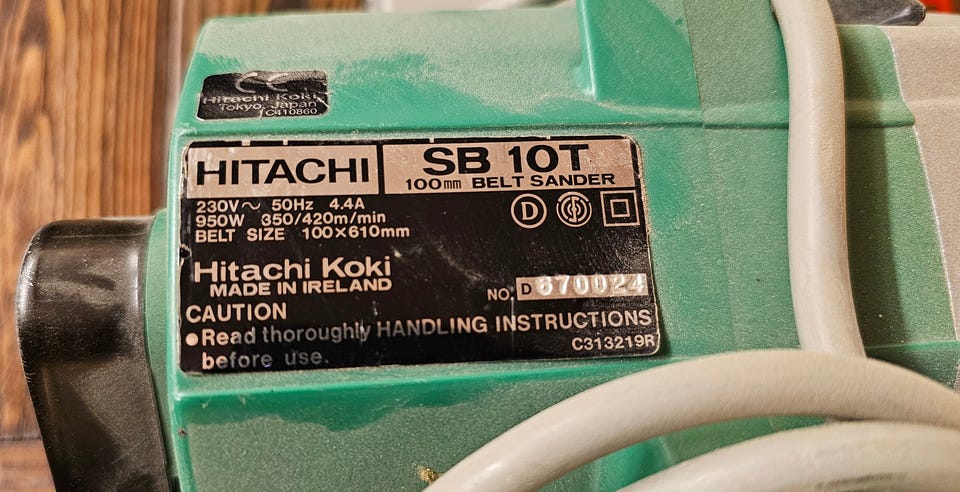 CE
Hitachi Koki
Tokyo, Japan
C410860
HITACHI
SB 10T
100mm BELT SANDER
230V～ 50Hz 4.4A
950W 350/420m/min
BELT SIZE 100×610mm
D
Hitachi Koki
MADE IN IRELAND
NO. D 670024
CAUTION
●Read thoroughly HANDLING INSTRUCTIONS
before use.
C313219R